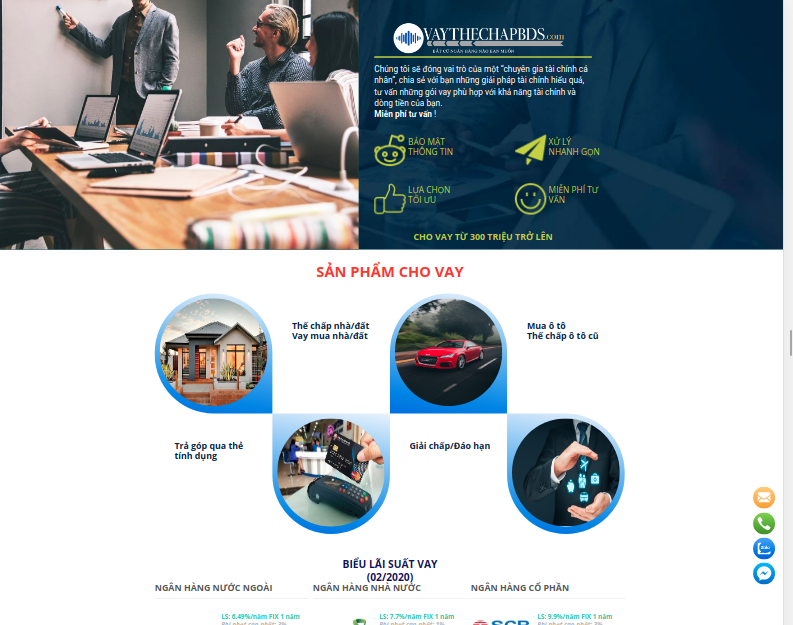 VAYTHECHAPBDS.com
BẤT CỨ NGÂN HÀNG NÀO BẠN MUỐN
Chúng tôi sẽ đóng vai trò của một "chuyên gia tài chính cá
nhân", chia sẻ với bạn những giải pháp tài chính hiểu quả,
tư vấn những gói vay phù hợp với khả năng tài chính và
dòng tiền của bạn.
Miễn phí tư vấn !
BẢO MẬT
THÔNG TIN
XỬ LÝ
NHANH GỌN
LỰA CHỌN
TỐI ƯU
MIỄN PHÍ TƯ
VẤN
CHO VAY TỪ 300 TRIỆU TRỞ LÊN
SẢN PHẨM CHO VAY
Thế chấp nhà/đất
Vay mua nhà/đất
Mua ô tô
Thế chấp ô tô cũ
Trả góp qua thẻ
tính dụng
Giải chấp/Đáo hạn
BIỂU LÃI SUẤT VAY
(02/2020)
NGÂN HÀNG NƯỚC NGOÀI
NGÂN HÀNG NHÀ NƯỚC
NGÂN HÀNG CỔ PHẦN
LS: 6,49%/năm FIX 1 năm
LS: 7.7%/năm FIX 1 năm
LS: 9.9%/năm FIX 1 năm
SCB
Zalo